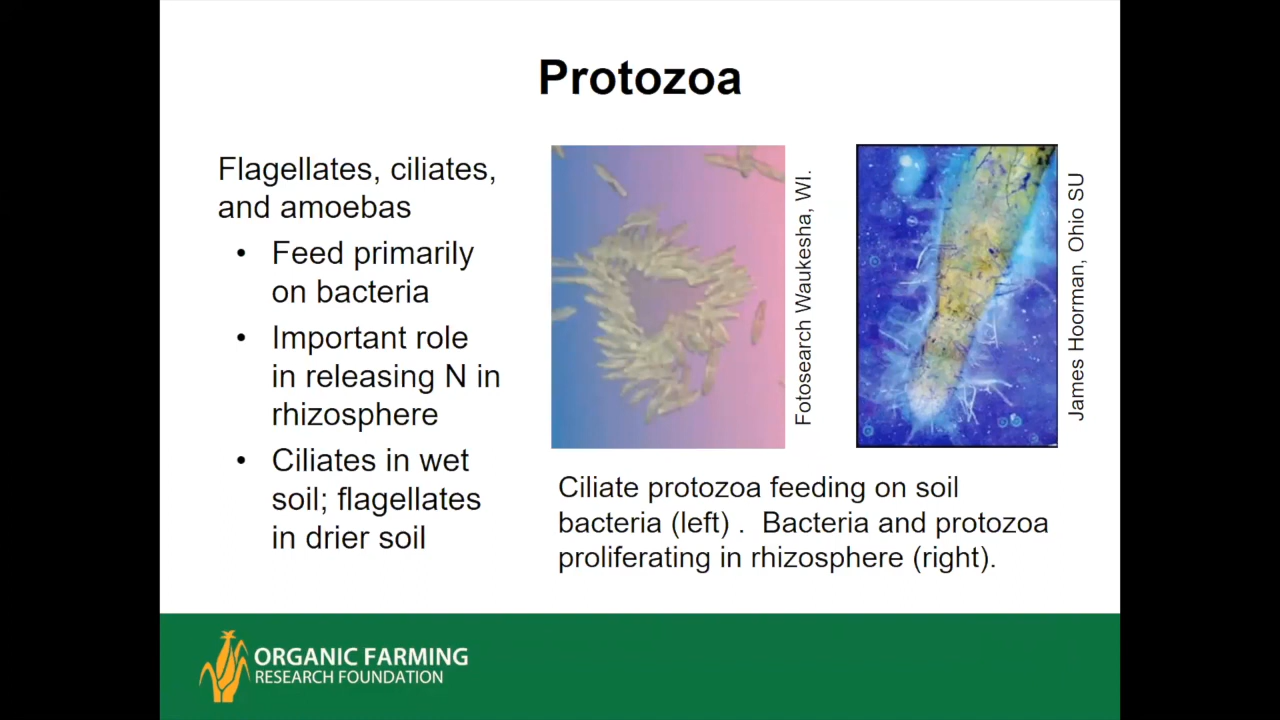 Protozoa
Flagellates, ciliates,
and amoebas
• Feed primarily
on bacteria
• Important role
in releasing N in
rhizosphere
• Ciliates in wet
soil; flagellates
in drier soil
Fotosearch Waukesha, WI.
James Hoorman, Ohio SU
Ciliate protozoa feeding on soil
bacteria (left) .  Bacteria and protozoa
proliferating in rhizosphere (right).
ORGANIC FARMING
RESEARCH FOUNDATION